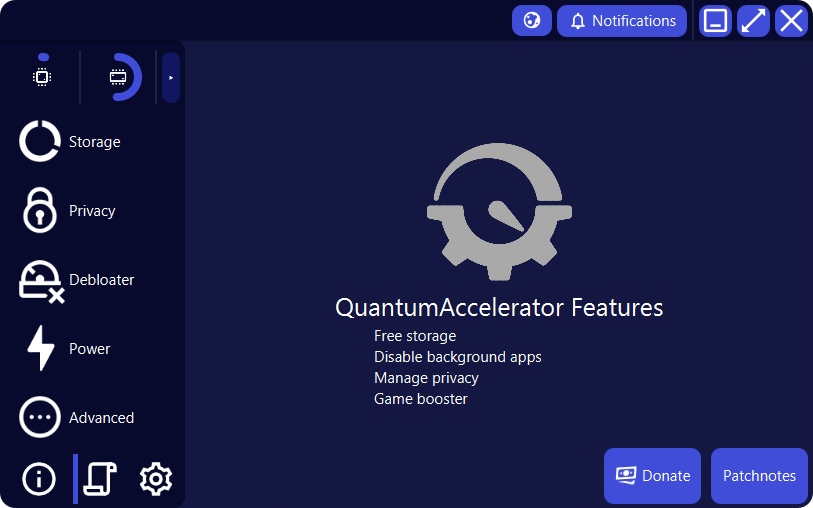 Notifications
Storage
Privacy
Debloater
Power
Advanced
QuantumAccelerator Features
Free storage
Disable background apps
Manage privacy
Game booster
Donate
Patchnotes